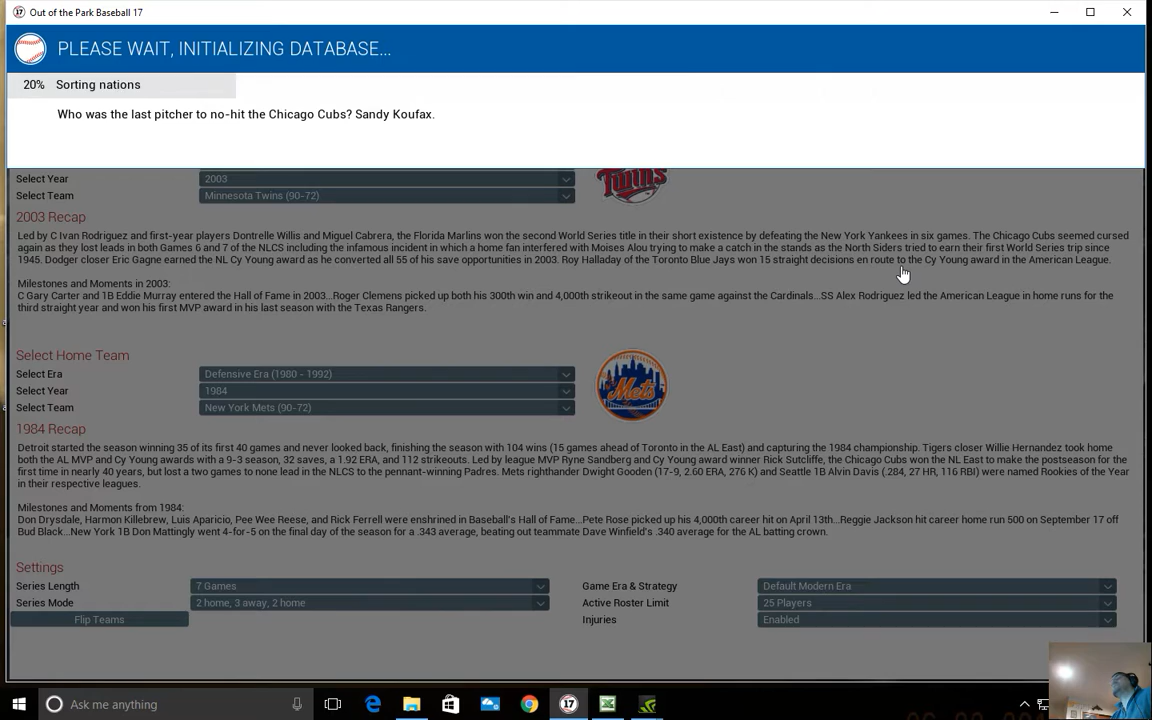 Out of the Park Baseball 17
PLEASE WAIT, INITIALIZING DATABASE...
20% Sorting nations
Who was the last pitcher to no-hit the Chicago Cubs? Sandy Koufax.
Select Year 2003
Select Team Minnesota Twins (90-72)
Twins
2003 Recap
Led by C Ivan Rodriguez and first-year players Dontrelle Willis and Miguel Cabrera, the Florida Marlins won the second World Series title in their short existence by defeating the New York Yankees in six games. The Chicago Cubs seemed cursed
again as they lost leads in both Games 6 and 7 of the NLCS including the infamous incident in which a home fan interfered with Moises Alou trying to make a catch in the stands as the North Siders tried to earn their first World Series trip since
1945. Dodger closer Eric Gagne earned the NL Cy Young award as he converted all 55 of his save opportunities in 2003. Roy Halladay of the Toronto Blue Jays won 15 straight decisions en route to the Cy Young award in the American League.
Milestones and Moments in 2003:
C Gary Carter and 1B Eddie Murray entered the Hall of Fame in 2003...Roger Clemens picked up both his 300th win and 4,000th strikeout in the same game against the Cardinals...SS Alex Rodriguez led the American League in home runs for the
third straight year and won his first MVP award in his last season with the Texas Rangers.
Select Home Team
Select Era Defensive Era (1980 - 1992)
Select Year 1984
Mets
Select Team New York Mets (90-72)
1984 Recap
Detroit started the season winning 35 of its first 40 games and never looked back, finishing the season with 104 wins (15 games ahead of Toronto in the AL East) and capturing the 1984 championship. Tigers closer Willie Hernandez took home
both the AL MVP and Cy Young awards with a 9-3 season, 32 saves, a 1.92 ERA, and 112 strikeouts. Led by league MVP Ryne Sandberg and Cy Young award winner Rick Sutcliffe, the Chicago Cubs won the NL East to make the postseason for the
first time in nearly 40 years, but lost a two games to none lead in the NLCS to the pennant-winning Padres. Mets righthander Dwight Gooden (17-9, 2.60 ERA, 276 K) and Seattle 1B Alvin Davis (.284, 27 HR, 116 RBI) were named Rookies of the Year
in their respective leagues.
Milestones and Moments from 1984:
Don Drysdale, Harmon Killebrew, Luis Aparicio, Pee Wee Reese, and Rick Ferrell were enshrined in Baseball's Hall of Fame...Pete Rose picked up his 4,000th career hit on April 13th...Reggie Jackson hit career home run 500 on September 17 off
Bud Black...New York 1B Don Mattingly went 4-for-5 on the final day of the season for a .343 average, beating out teammate Dave Winfield's .340 average for the AL batting crown.
Settings
Series Length 7 Games Game Era & Strategy Default Modern Era
Series Mode 2 home, 3 away, 2 home Active Roster Limit 25 Players
Flip Teams Injuries Enabled
Ask me anything 17